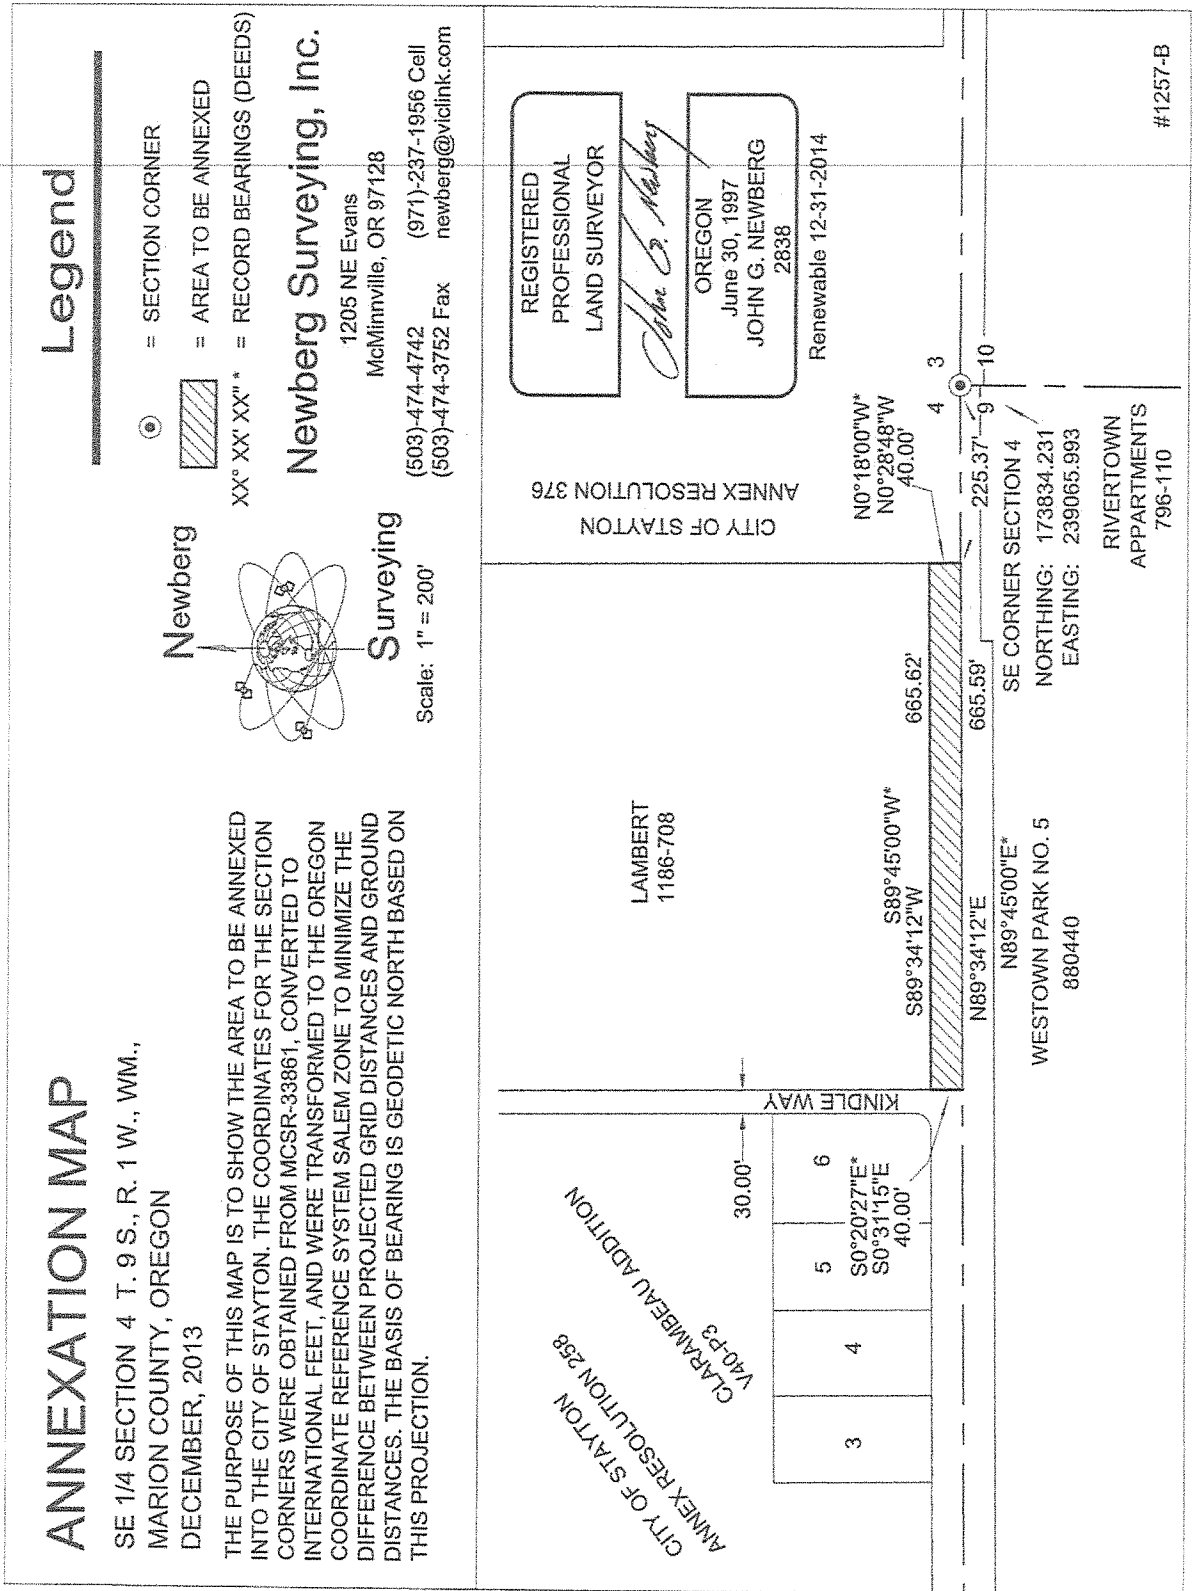 ANNEXATION MAP
SE 1/4 SECTION 4 T. 9 S., R. 1 W., WM.,
MARION COUNTY, OREGON
DECEMBER, 2013
THE PURPOSE OF THIS MAP IS TO SHOW THE AREA TO BE ANNEXED
INTO THE CITY OF STAYTON. THE COORDINATES FOR THE SECTION
CORNERS WERE OBTAINED FROM MCSR-33861, CONVERTED TO
INTERNATIONAL FEET, AND WERE TRANSFORMED TO THE OREGON
COORDINATE REFERENCE SYSTEM SALEM ZONE TO MINIMIZE THE
DIFFERENCE BETWEEN PROJECTED GRID DISTANCES AND GROUND
DISTANCES. THE BASIS OF BEARING IS GEODETIC NORTH BASED ON
THIS PROJECTION.
Newberg
Surveying
Scale: 1" = 200'
Legend
= SECTION CORNER
= AREA TO BE ANNEXED
XX° XX' XX" * = RECORD BEARINGS (DEEDS)
Newberg Surveying, Inc.
1205 NE Evans
McMinnville, OR 97128
(503)-474-4742 (971)-237-1956 Cell
(503)-474-3752 Fax newberg@viclink.com
CITY OF STAYTON
ANNEX RESOLUTION 258
CLARAMBEAU ADDITION
V40-P3
30.00'
KINDLE WAY
3
4
5
6
S0°20'27"E*
S0°31'15"E
40.00'
LAMBERT
1186-708
S89°45'00"W*
S89°34'12"W
665.62'
N89°34'12"E
665.59'
N89°45'00"E*
WESTOWN PARK NO. 5
880440
CITY OF STAYTON
ANNEX RESOLUTION 376
N0°18'00"W*
N0°28'48"W
40.00'
225.37'
4
3
9
10
SE CORNER SECTION 4
NORTHING: 173834.231
EASTING: 239065.993
RIVERTOWN
APPARTMENTS
796-110
REGISTERED
PROFESSIONAL
LAND SURVEYOR
John G. Newberg
OREGON
June 30, 1997
JOHN G. NEWBERG
2838
Renewable 12-31-2014
#1257-B